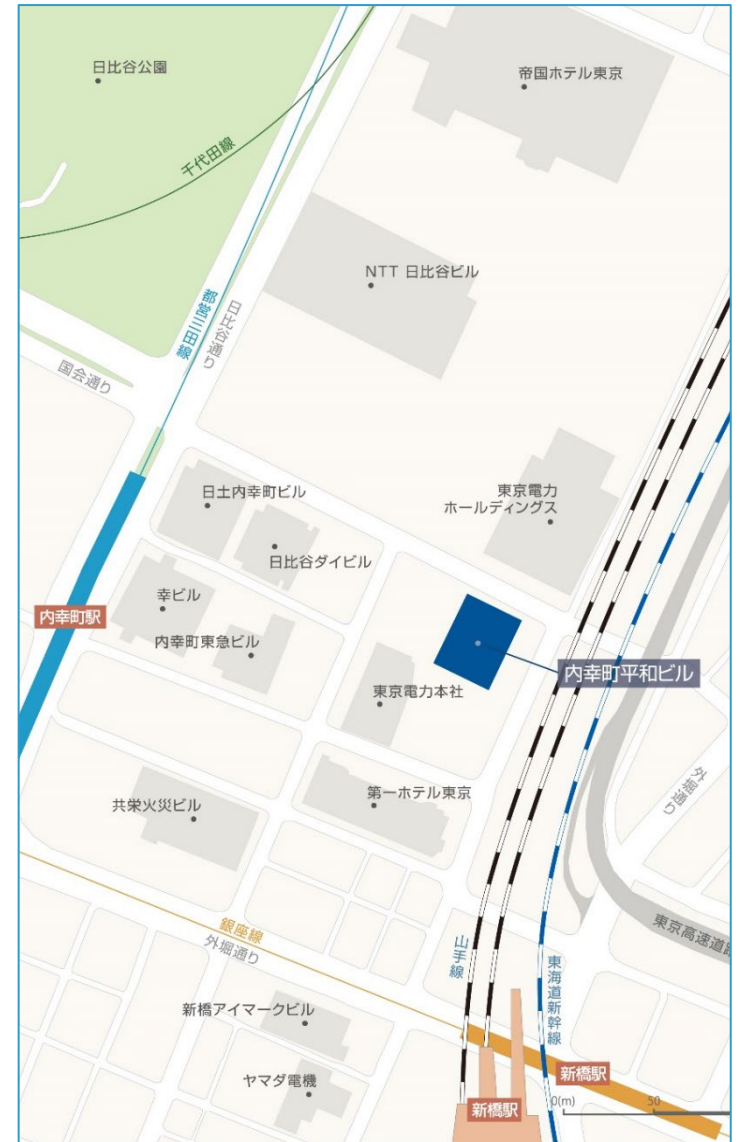 日比谷公園
帝国ホテル東京
千代田線
NTT 日比谷ビル
都営三田線
日比谷通り
国会通り
日土内幸町ビル
東京電力
ホールディングス
日比谷ダイビル
幸ビル
内幸町駅
内幸町東急ビル
内幸町平和ビル
東京電力本社
外堀通り
第一ホテル東京
共栄火災ビル
東京高速道路
銀座線
外堀通り
山手線
東海道新幹線
新橋アイマークビル
ヤマダ電機
新橋駅
新橋駅
0(m)
50